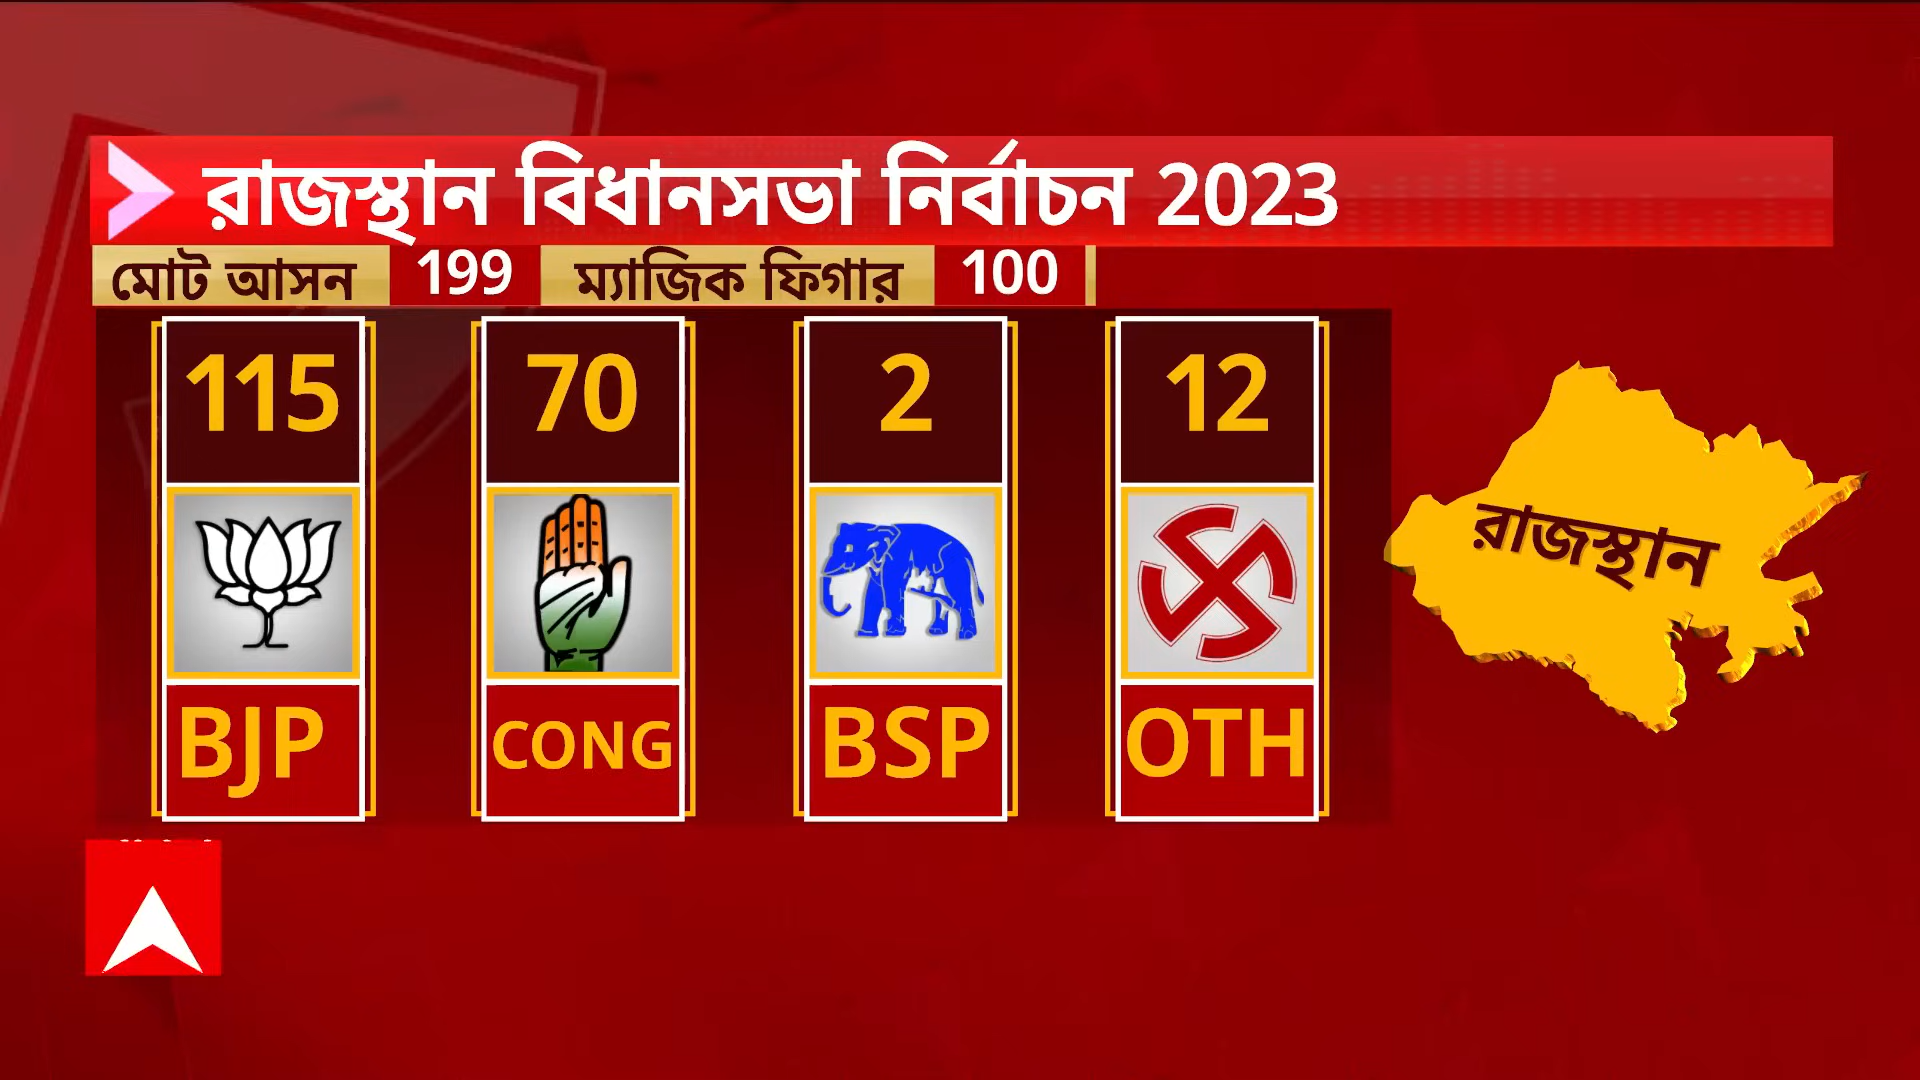 রাজস্থান বিধানসভা নির্বাচন 2023
মোট আসন 199 ম্যাজিক ফিগার 100
115 70 2 12
রাজস্থান
BJP CONG BSP OTH